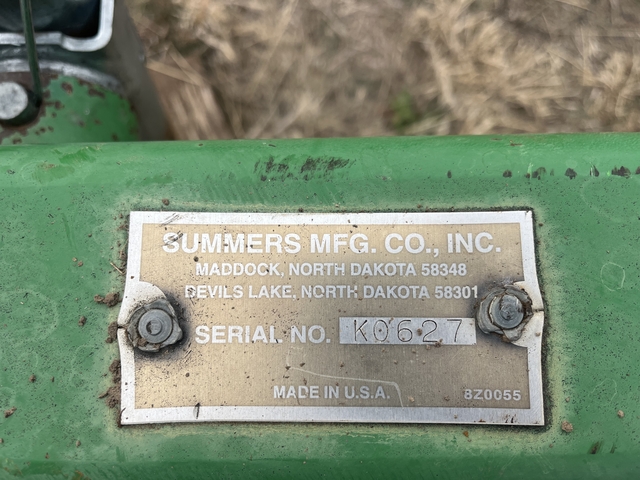 SUMMERS MFG. CO., INC.
MADDOCK, NORTH DAKOTA 58348
DEVILS LAKE, NORTH DAKOTA 58301
SERIAL NO. K0627
MADE IN U.S.A. 8Z0055